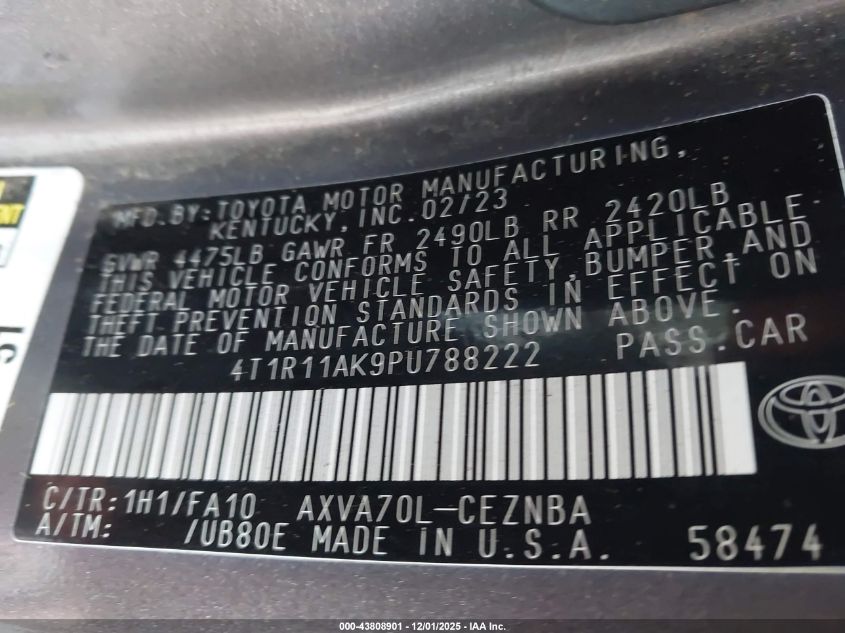 MFD. BY: TOYOTA MOTOR MANUFACTURING,
KENTUCKY, INC. 02/23
GVWR 4475LB GAWR FR 2490LB RR 2420LB
THIS VEHICLE CONFORMS TO ALL APPLICABLE
FEDERAL MOTOR VEHICLE SAFETY, BUMPER, AND
THEFT PREVENTION STANDARDS IN EFFECT ON
THE DATE OF MANUFACTURE SHOWN ABOVE.
4T1R11AK9PU788222 PASS. CAR
C/TR: 1H1/FA10 AXVA70L-CEZNBA
A/TM: /UB80E MADE IN U.S.A. 58474
000-43808901 - 12/01/2025 - IAA Inc.